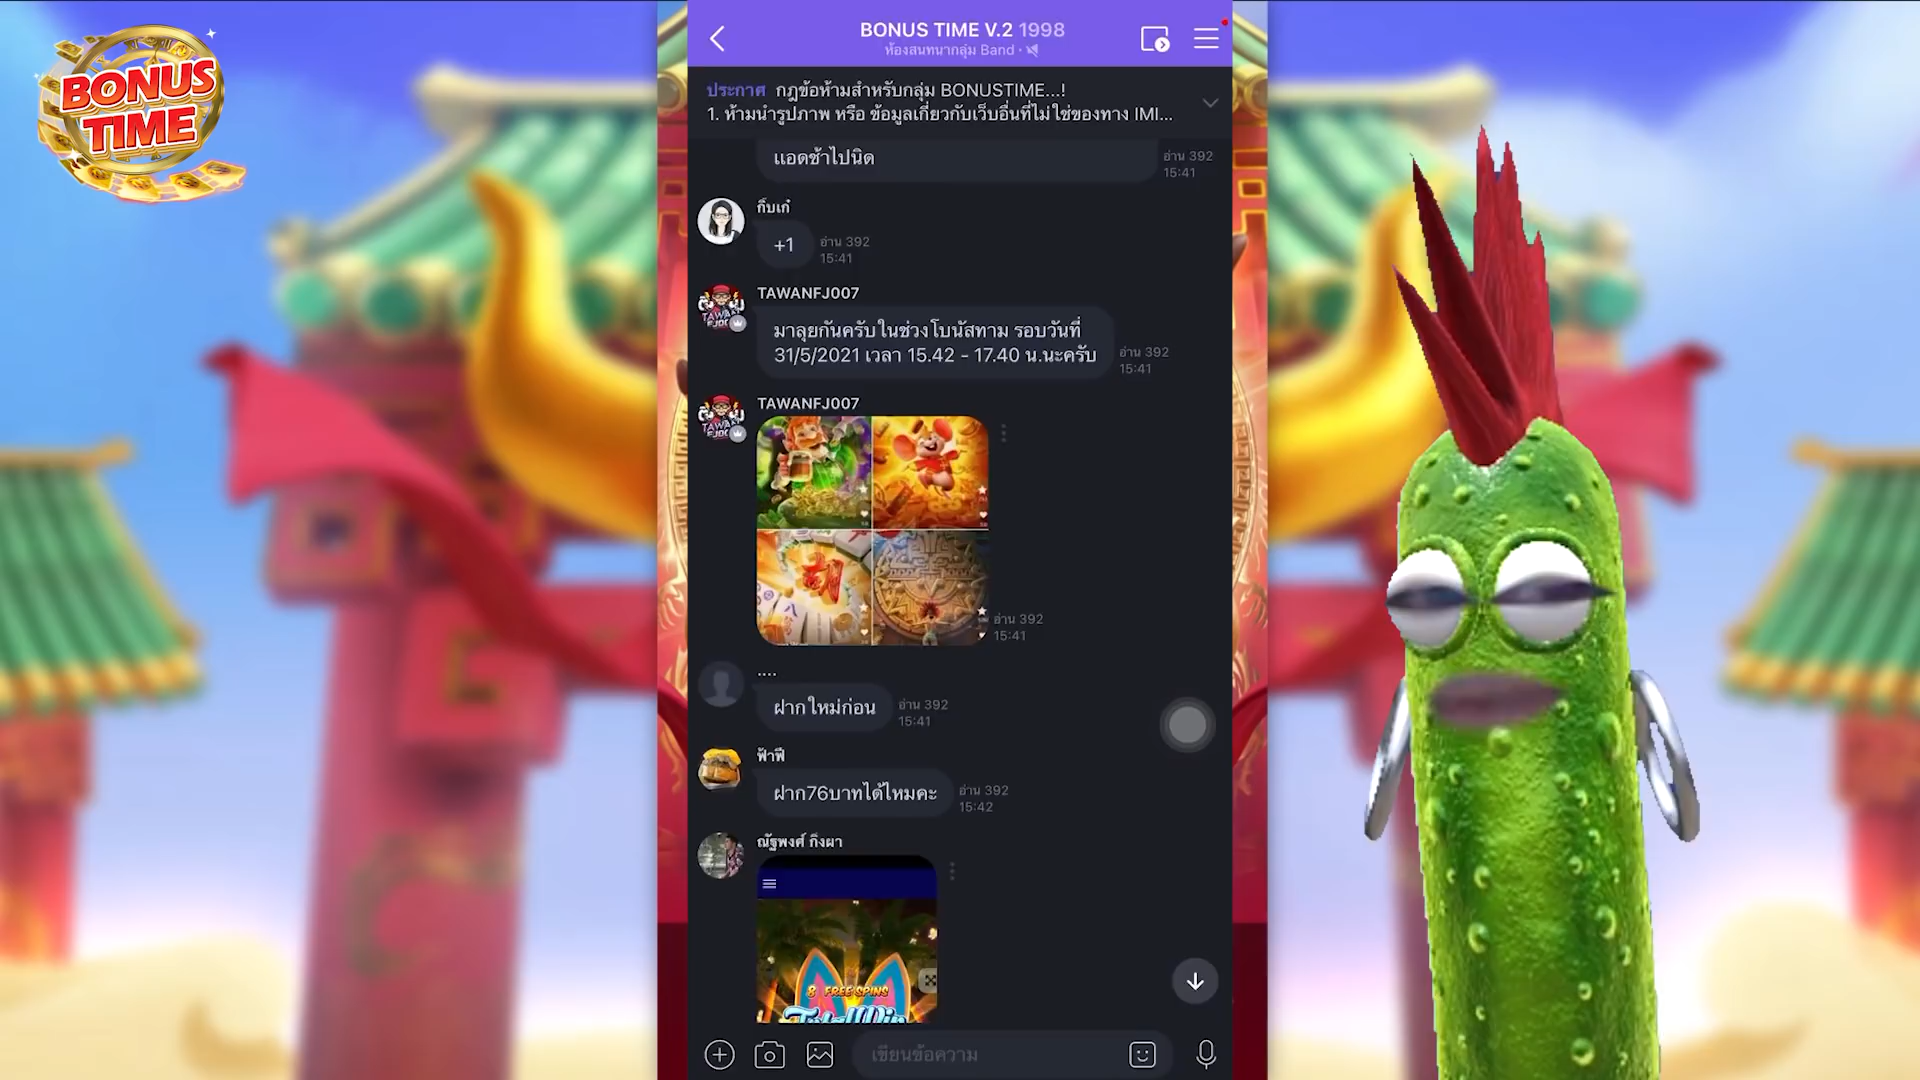 BONUS
TIME
BONUS TIME V.2 1998
ห้องสนทนากลุ่ม Band
ประกาศ กฎข้อห้ามสำหรับกลุ่ม BONUSTIME...!
1. ห้ามนำรูปภาพ หรือ ข้อมูลเกี่ยวกับเว็บอื่นที่ไม่ใช่ของทาง IMI...
แอดช้าไปนิด
อ่าน 392
15:41
กิ๊บเก๋
+1
อ่าน 392
15:41
TAWANFJ007
มาลุยกันครับ ในช่วงโบนัสทาม รอบวันที่
31/5/2021 เวลา 15.42 - 17.40 น.นะครับ
อ่าน 392
15:41
TAWANFJ007
อ่าน 392
15:41
....
ฝากใหม่ก่อน
อ่าน 392
15:41
ฟ้าฟี
ฝาก76บาทได้ไหมคะ
อ่าน 392
15:42
ณัฐพงศ์ กิ่งผา
8 FREE SPINS
Total Win
เขียนข้อความ